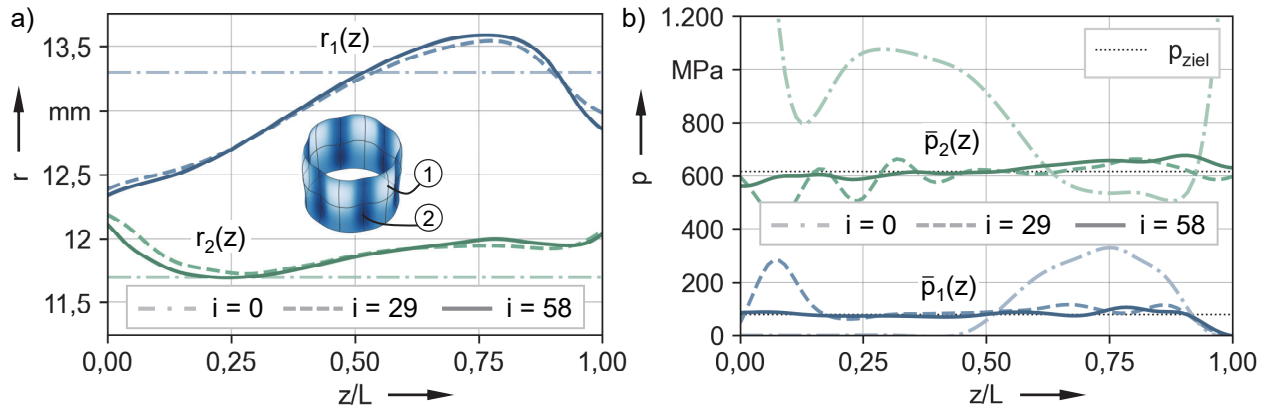 a)
13,5
mm
12,5
12
11,5
r
r₁(z)
r₂(z)
1
2
i = 0 i = 29 i = 58
0,00 0,25 0,50 0,75 1,00
z/L
b)
1.200
MPa
800
600
400
200
0
p
p_ziel
p̄₂(z)
i = 0 i = 29 i = 58
p̄₁(z)
0,00 0,25 0,50 0,75 1,00
z/L